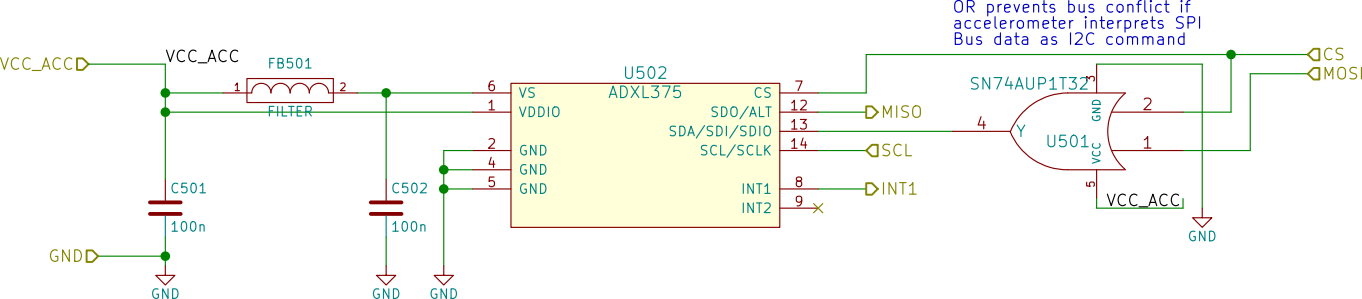 OR prevents bus conflict if
accelerometer interprets SPI
Bus data as I2C command
VCC_ACC
VCC_ACC
FB501
1
2
FILTER
U502
ADXL375
6
VS
1
VDDIO
2
GND
4
GND
5
GND
CS
7
SDO/ALT
12
MISO
SDA/SDI/SDIO
13
SCL/SCLK
14
SCL
INT1
8
INT1
INT2
9
SN74AUP1T32
3
GND
4
Y
U501
2
1
VCC
5
VCC_ACC
GND
CS
MOSI
C501
100n
C502
100n
GND
GND
GND
GND